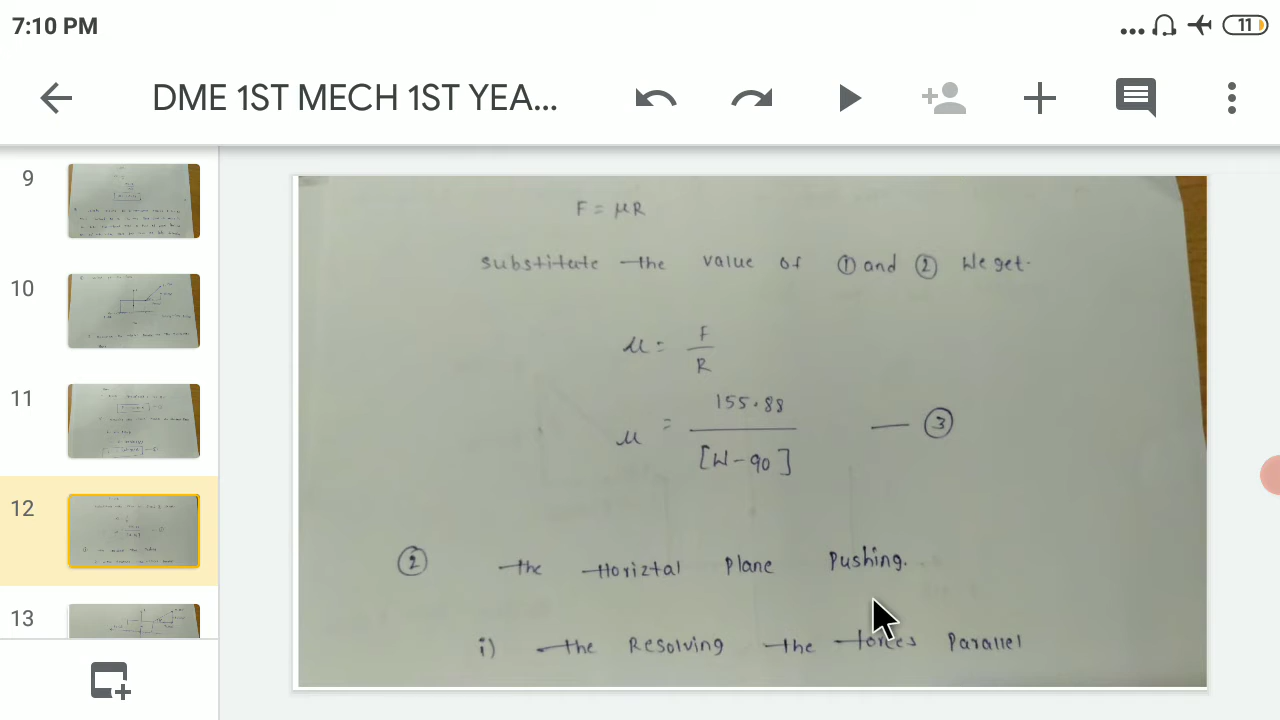 7:10 PM
11
DME 1ST MECH 1ST YEA...
9
10
11
12
13
F = μR
substitute the value of ① and ② We get.
μ = F/R
μ = 155.88/[W-90] — ③
② the Horiztal Plane Pushing.
i) the Resolving the forces Parallel